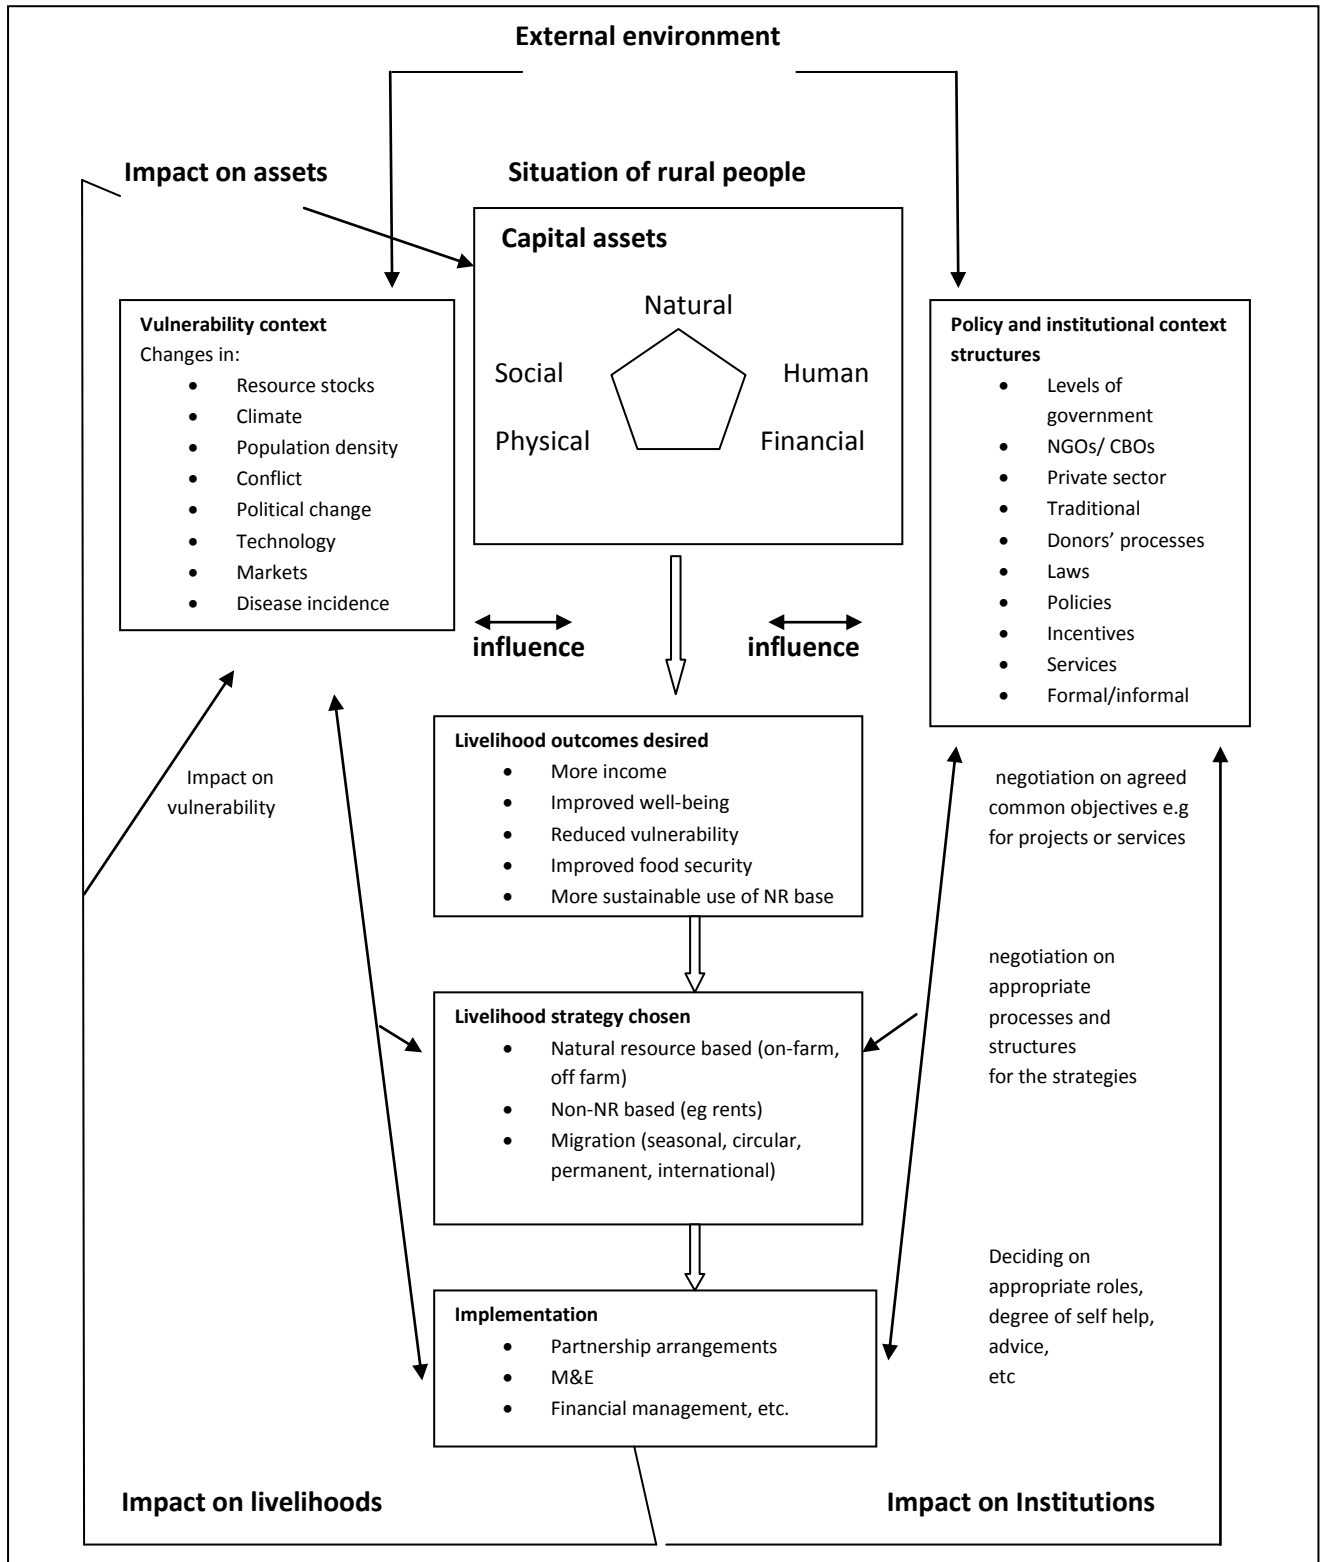 External environment
Impact on assets
Situation of rural people
Capital assets
Natural
Social
Human
Physical
Financial
Vulnerability context
Changes in:
• Resource stocks
• Climate
• Population density
• Conflict
• Political change
• Technology
• Markets
• Disease incidence
Policy and institutional context
structures
• Levels of
government
• NGOs/ CBOs
• Private sector
• Traditional
• Donors’ processes
• Laws
• Policies
• Incentives
• Services
• Formal/informal
influence
influence
Livelihood outcomes desired
• More income
• Improved well-being
• Reduced vulnerability
• Improved food security
• More sustainable use of NR base
Impact on
vulnerability
negotiation on agreed
common objectives e.g
for projects or services
negotiation on
appropriate
processes and
structures
for the strategies
Livelihood strategy chosen
• Natural resource based (on-farm,
off farm)
• Non-NR based (eg rents)
• Migration (seasonal, circular,
permanent, international)
Deciding on
appropriate roles,
degree of self help,
advice,
etc
Implementation
• Partnership arrangements
• M&E
• Financial management, etc.
Impact on livelihoods
Impact on Institutions